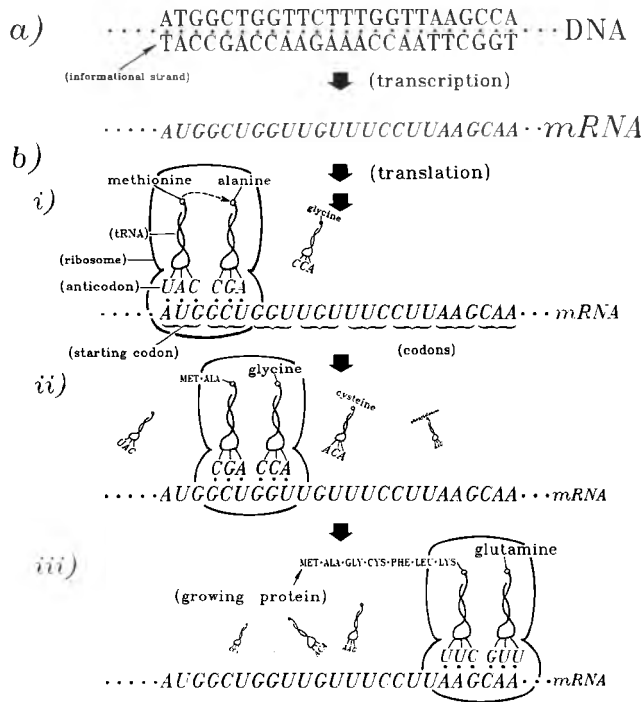 a) ATGGCTGGTTCTTTGGTTAAGCCA
DNA
TACCGACCAAGAAACCAATTCGGT
(informational strand)
(transcription)
AUGGCUGGUUGUUUCCUUAAGCAA mRNA
b)
(translation)
i) methionine alanine
glycine
(tRNA)
(ribosome)
CCA
(anticodon) UAC CGA
AUGGCUGGUUGUUUCCUUAAGCAA mRNA
(starting codon) (codons)
ii) MET·ALA glycine
cysteine
UAC ACA
CGA CCA
AUGGCUGGUUGUUUCCUUAAGCAA mRNA
iii) MET·ALA·GLY·CYS·PHE·LEU·LYS glutamine
(growing protein)
UUC GUU
AUGGCUGGUUGUUUCCUUAAGCAA mRNA